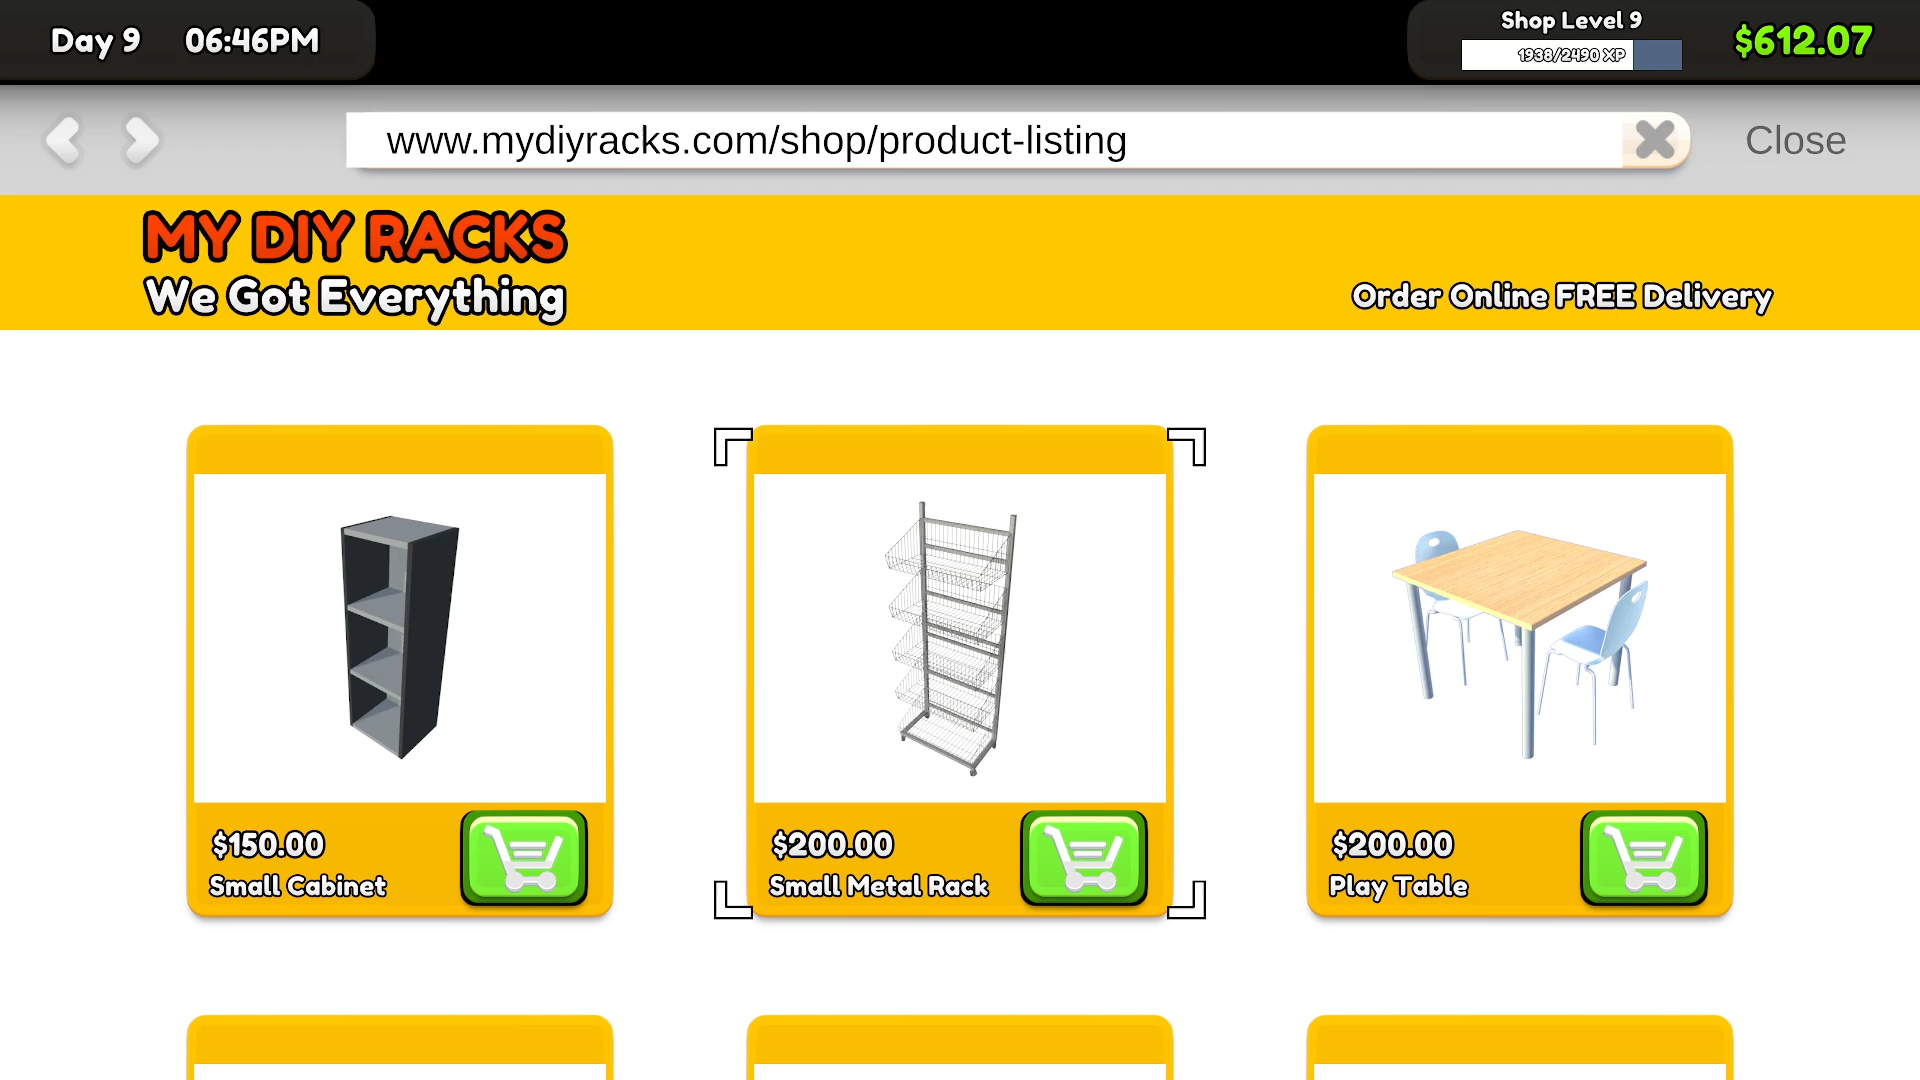 Day 9 06:46PM
Shop Level 9
1938/2490 XP
$612.07
www.mydiyracks.com/shop/product-listing
Close
MY DIY RACKS
We Got Everything
Order Online FREE Delivery
$150.00
Small Cabinet
$200.00
Small Metal Rack
$200.00
Play Table